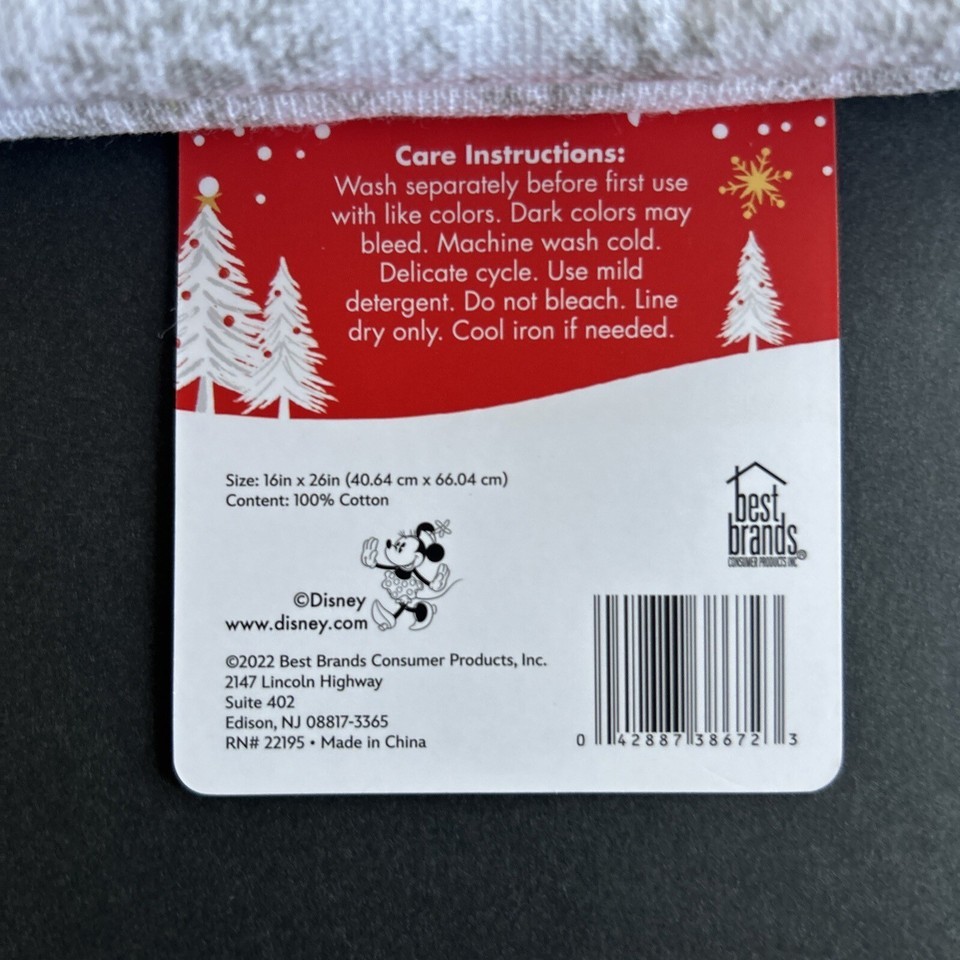 Care Instructions:
Wash separately before first use
with like colors. Dark colors may
bleed. Machine wash cold.
Delicate cycle. Use mild
detergent. Do not bleach. Line
dry only. Cool iron if needed.
Size: 16in x 26in (40.64 cm x 66.04 cm)
Content: 100% Cotton
best
brands®
CONSUMER PRODUCTS INC
©Disney
www.disney.com
©2022 Best Brands Consumer Products, Inc.
2147 Lincoln Highway
Suite 402
Edison, NJ 08817-3365
RN# 22195 • Made in China
0 42887 38672 3